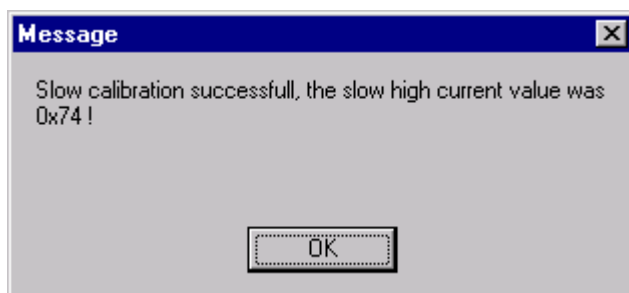 Message
Slow calibration successfull, the slow high current value was
0x74 !
OK